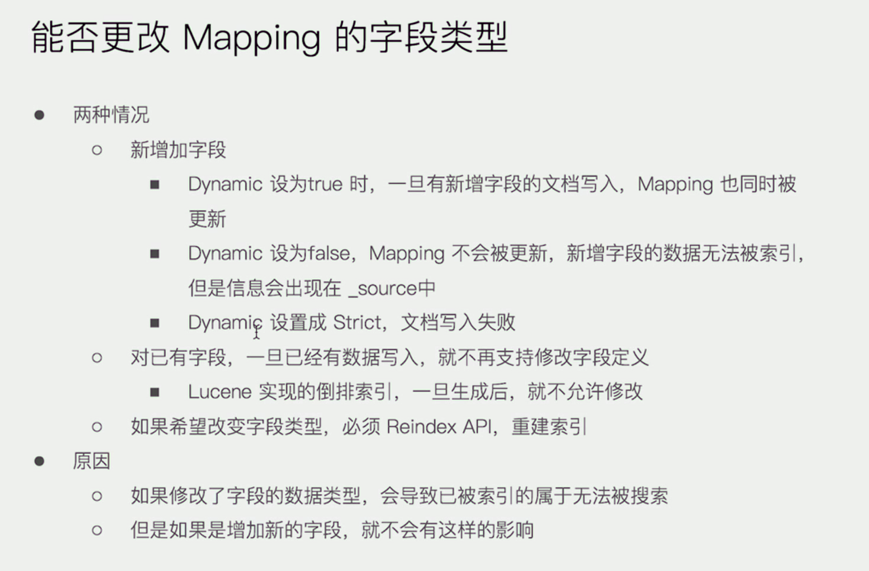 能否更改 Mapping 的字段类型
● 两种情况
○ 新增加字段
■ Dynamic 设为true 时，一旦有新增字段的文档写入，Mapping 也同时被
更新
■ Dynamic 设为false，Mapping 不会被更新，新增字段的数据无法被索引，
但是信息会出现在 _source中
■ Dynamic 设置成 Strict，文档写入失败
○ 对已有字段，一旦已经有数据写入，就不再支持修改字段定义
■ Lucene 实现的倒排索引，一旦生成后，就不允许修改
○ 如果希望改变字段类型，必须 Reindex API，重建索引
● 原因
○ 如果修改了字段的数据类型，会导致已被索引的属于无法被搜索
○ 但是如果是增加新的字段，就不会有这样的影响